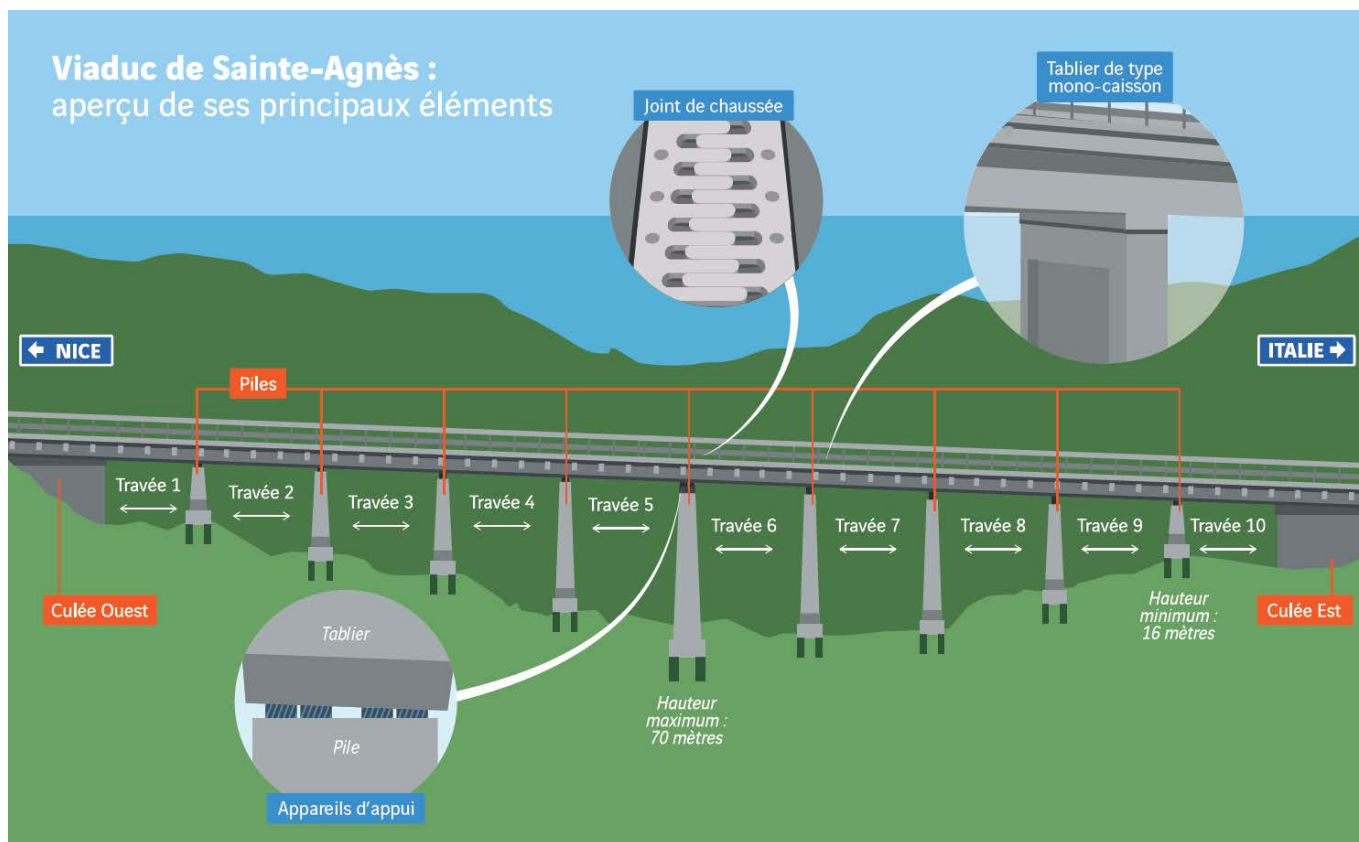 Viaduc de Sainte-Agnès :
aperçu de ses principaux éléments
Joint de chaussée
Tablier de type
mono-caisson
← NICE
ITALIE →
Piles
Travée 1
Travée 2
Travée 3
Travée 4
Travée 5
Travée 6
Travée 7
Travée 8
Travée 9
Travée 10
Culée Ouest
Hauteur
minimum :
16 mètres
Culée Est
Tablier
Pile
Hauteur
maximum :
70 mètres
Appareils d'appui